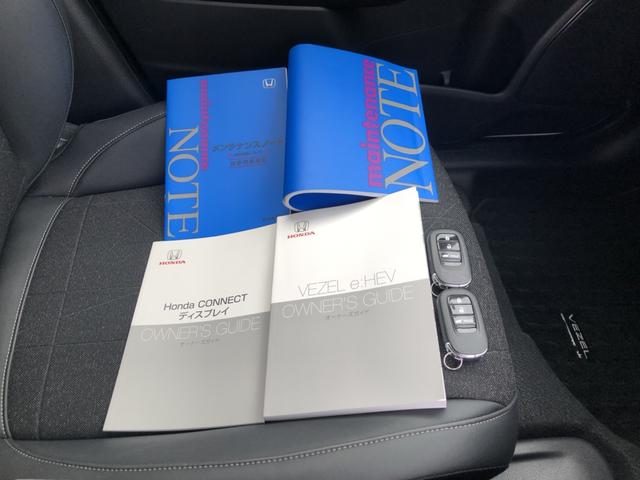 maintenance
NOTE
メンテナンスノート
maintenance
NOTE
HONDA
Honda CONNECT
ディスプレイ
OWNER'S GUIDE
オーナーズガイド
HONDA
VEZEL e:HEV
OWNER'S GUIDE
オーナーズガイド
VEZEL